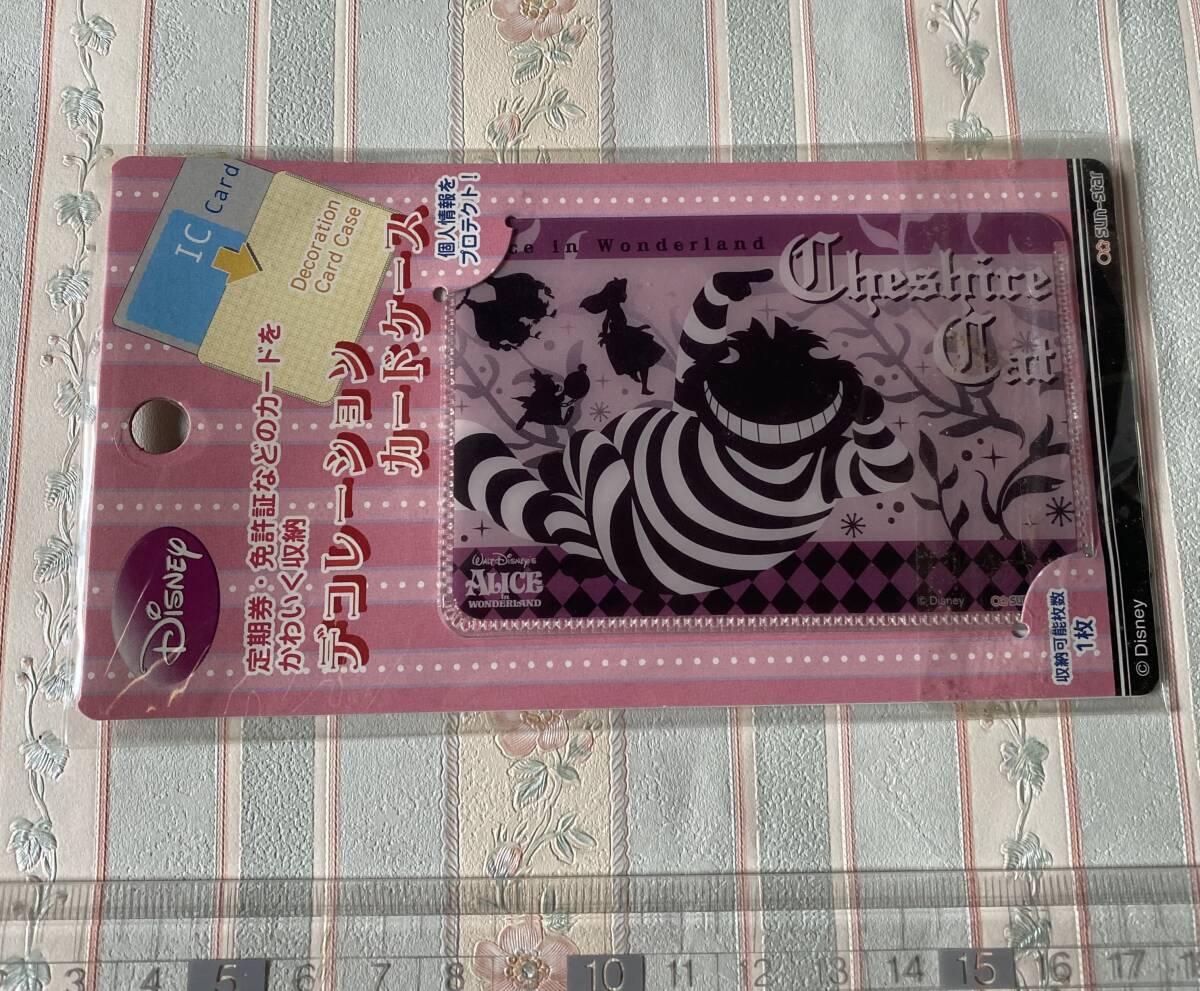 IC Card
Decoration
Card Case
個人情報を
プロテクト!
定期券・免許証などのカードを
かわいく収納
デコレーション
カードケース
Disney
ce in Wonderland
Cheshire
Cat
WALT DISNEY'S
ALICE
in
WONDERLAND
© Disney
su
収納可能枚数
1枚
sun-star
© Disney
3 4 5 6 7 8 9 10 11 12 13 14 15 16 17